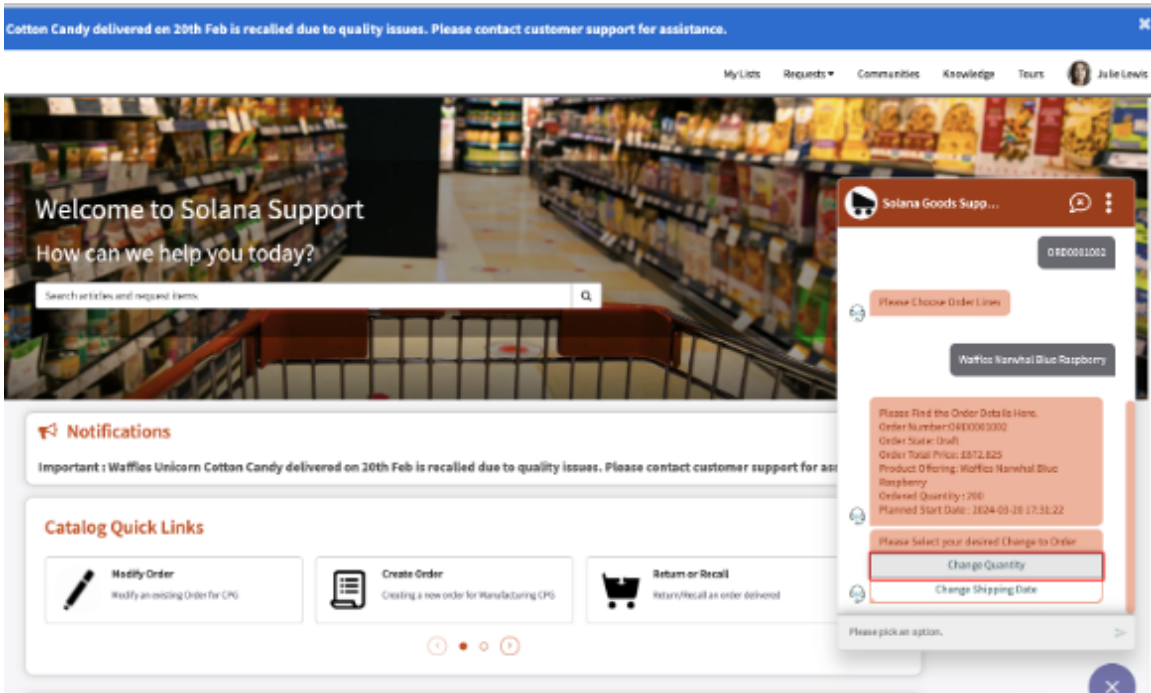 Cotton Candy delivered on 20th Feb is recalled due to quality issues. Please contact customer support for assistance.
My Lists Requests Communities Knowledge Tours Julie Lewis
Welcome to Solana Support
How can we help you today?
Search articles and request items
Notifications
Important : Waffles Unicorn Cotton Candy delivered on 20th Feb is recalled due to quality issues. Please contact customer support for
Catalog Quick Links
Modify Order
Modify an existing Order for CPG
Create Order
Creating a new order for Manufacturing CPG
Return or Recall
Return/Recall an order delivered
Solana Goods Supp...
ORD0001002
Please Choose Order Lines
Waffles Narwhal Blue Raspberry
Please Find the Order Details Here.
Order Number:ORD0001002
Order State: Draft
Order Total Price:
Product Offering: Waffles Narwhal Blue
Raspberry
Ordered Quantity : 200
Planned Start Date : 2024-03-20 17:31:22
Please Select your desired Change to Order
Change Quantity
Change Shipping Date
Please pick an option.